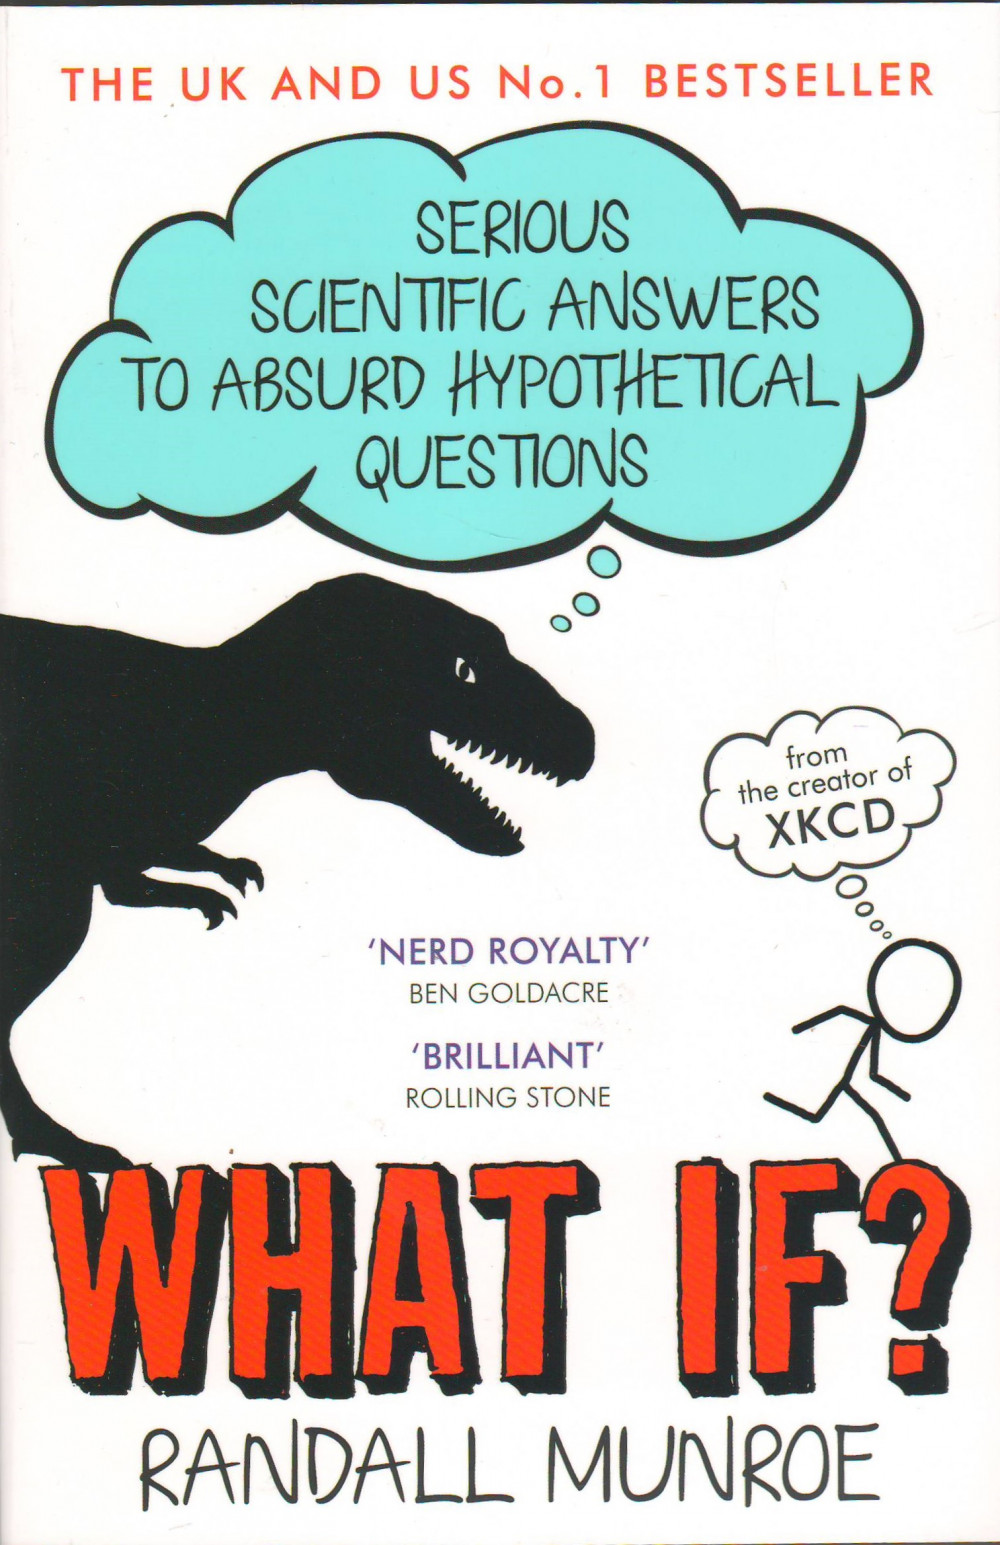 THE UK AND US No.1 BESTSELLER
SERIOUS
SCIENTIFIC ANSWERS
TO ABSURD HYPOTHETICAL
QUESTIONS
from
the creator of
XKCD
‘NERD ROYALTY’
BEN GOLDACRE
‘BRILLIANT’
ROLLING STONE
WHAT IF?
RANDALL MUNROE